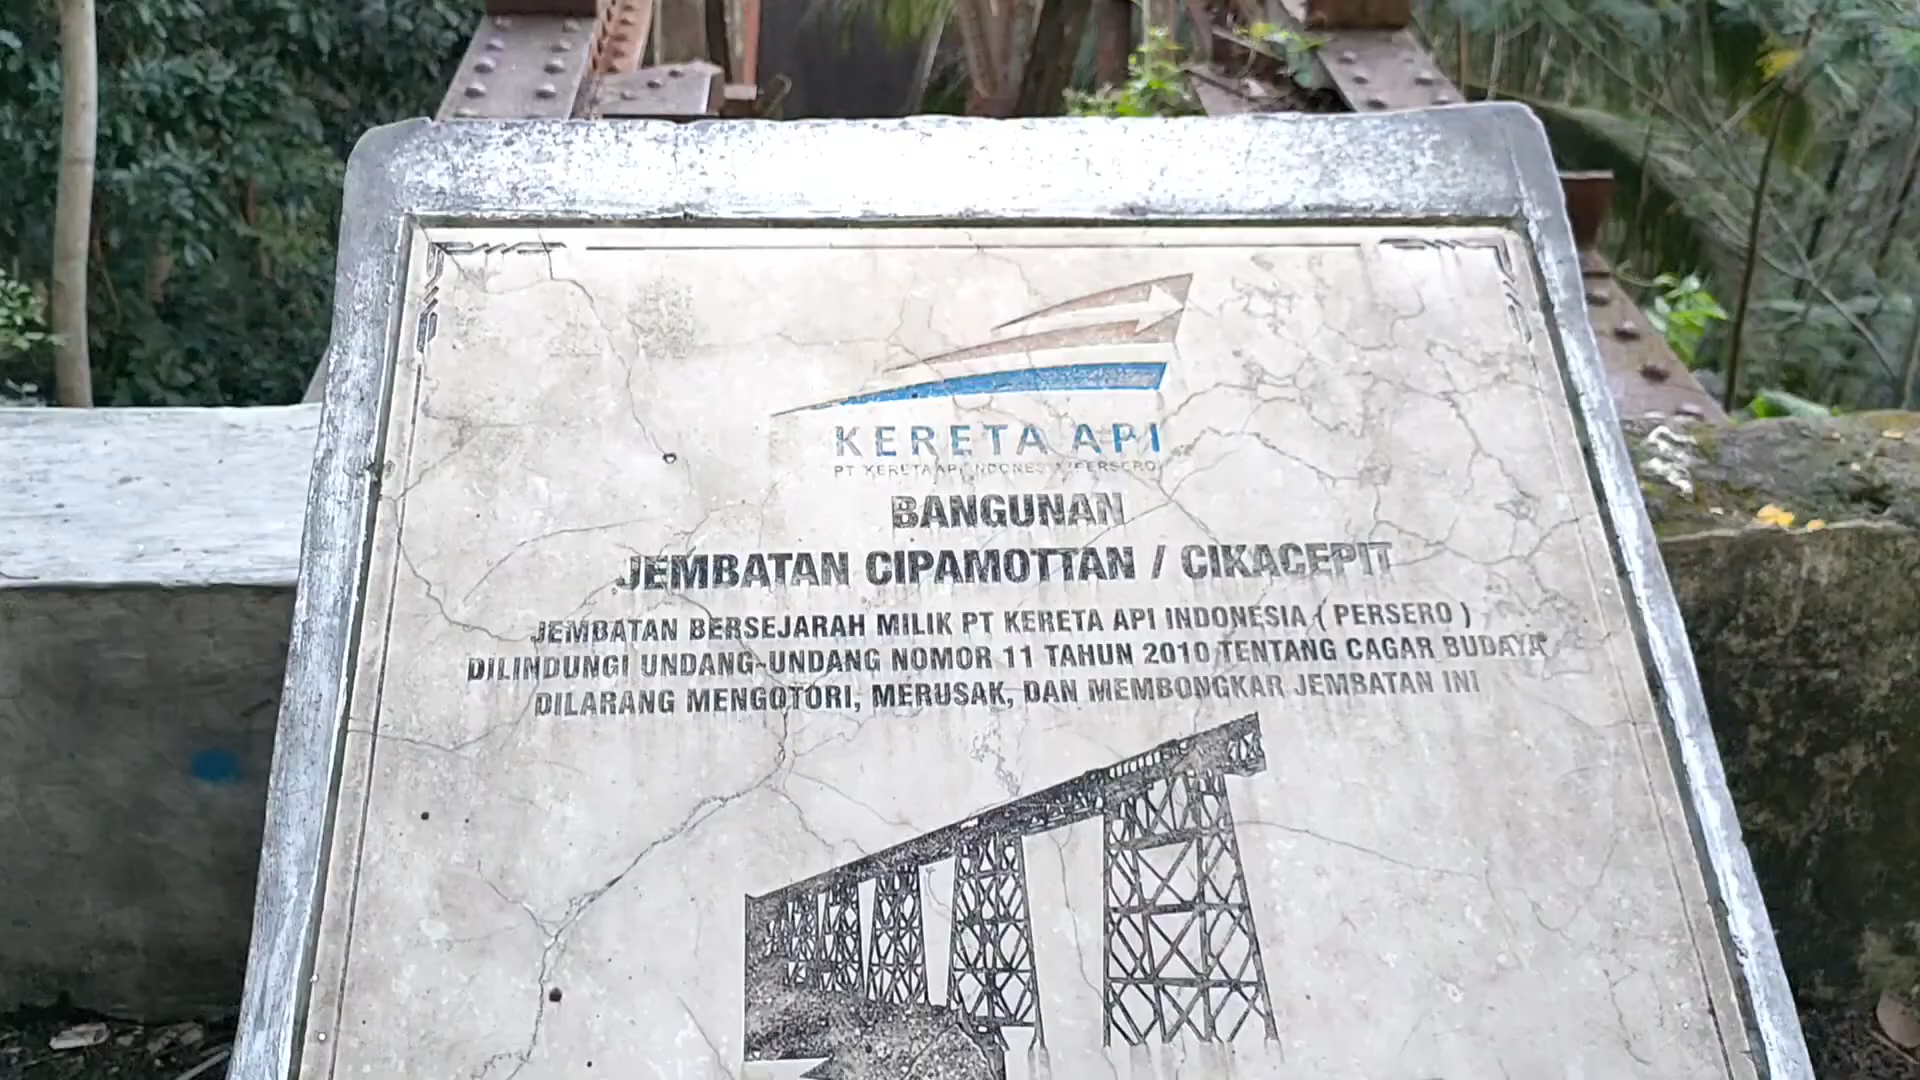 KERETA API
PT KERETA API INDONESIA (PERSERO)
BANGUNAN
JEMBATAN CIPAMOTTAN / CIKACEPIT
JEMBATAN BERSEJARAH MILIK PT KERETA API INDONESIA ( PERSERO )
DILINDUNGI UNDANG-UNDANG NOMOR 11 TAHUN 2010 TENTANG CAGAR BUDAYA
DILARANG MENGOTORI, MERUSAK, DAN MEMBONGKAR JEMBATAN INI